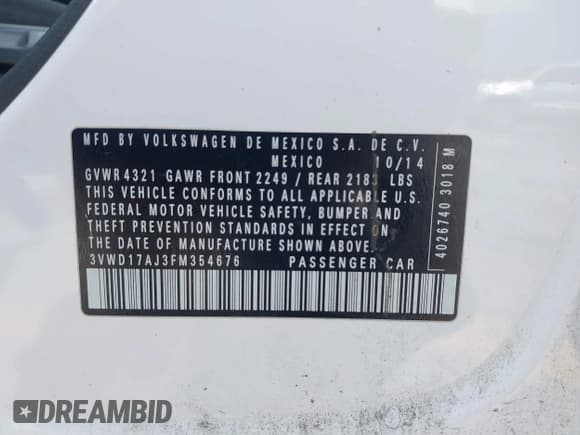 MFD BY VOLKSWAGEN DE MEXICO S.A. DE C.V.
MEXICO 10/14
GVWR 4321 GAWR FRONT 2249 / REAR 2183 LBS
THIS VEHICLE CONFORMS TO ALL APPLICABLE U.S.
FEDERAL MOTOR VEHICLE SAFETY, BUMPER AND
THEFT PREVENTION STANDARDS IN EFFECT ON
THE DATE OF MANUFACTURE SHOWN ABOVE.
3VWD17AJ3FM354676 PASSENGER CAR
4026740 3018 M
DREAMBID